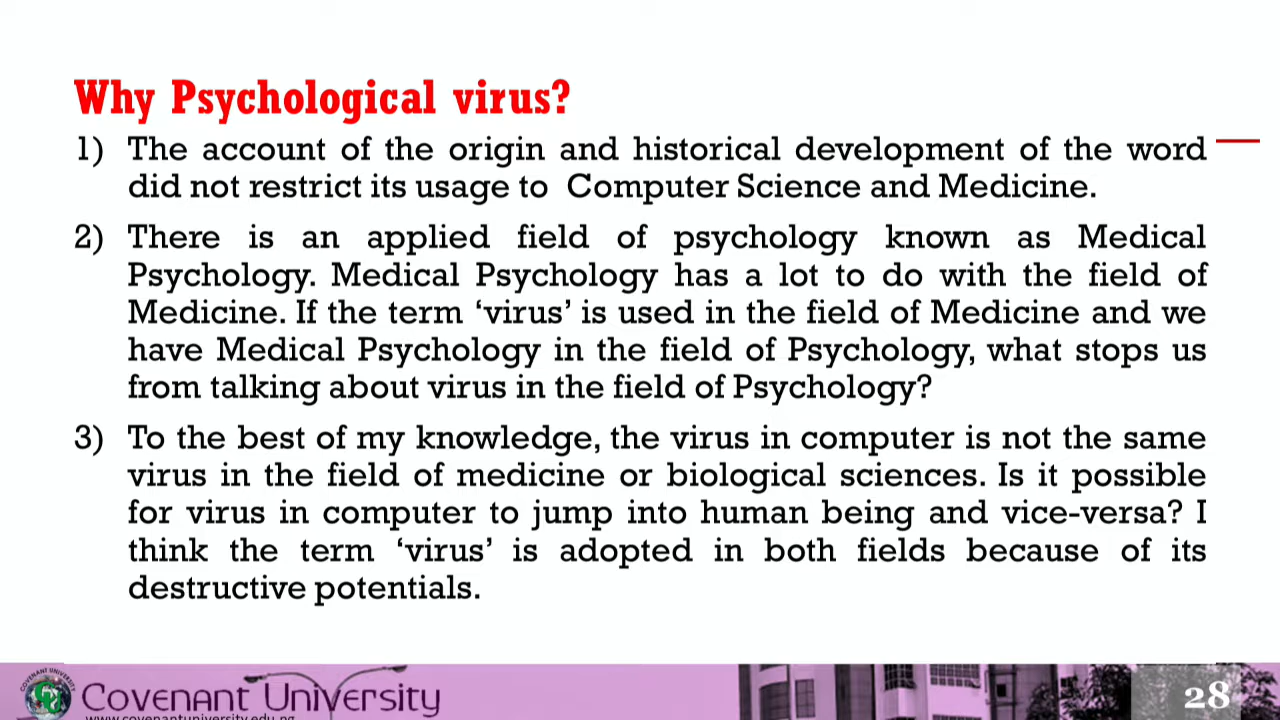 Why Psychological virus?
1) The account of the origin and historical development of the word
did not restrict its usage to Computer Science and Medicine.
2) There is an applied field of psychology known as Medical
Psychology. Medical Psychology has a lot to do with the field of
Medicine. If the term ‘virus’ is used in the field of Medicine and we
have Medical Psychology in the field of Psychology, what stops us
from talking about virus in the field of Psychology?
3) To the best of my knowledge, the virus in computer is not the same
virus in the field of medicine or biological sciences. Is it possible
for virus in computer to jump into human being and vice-versa? I
think the term ‘virus’ is adopted in both fields because of its
destructive potentials.
COVENANT UNIVERSITY
Covenant University
www.covenantuniversity.edu.ng
28